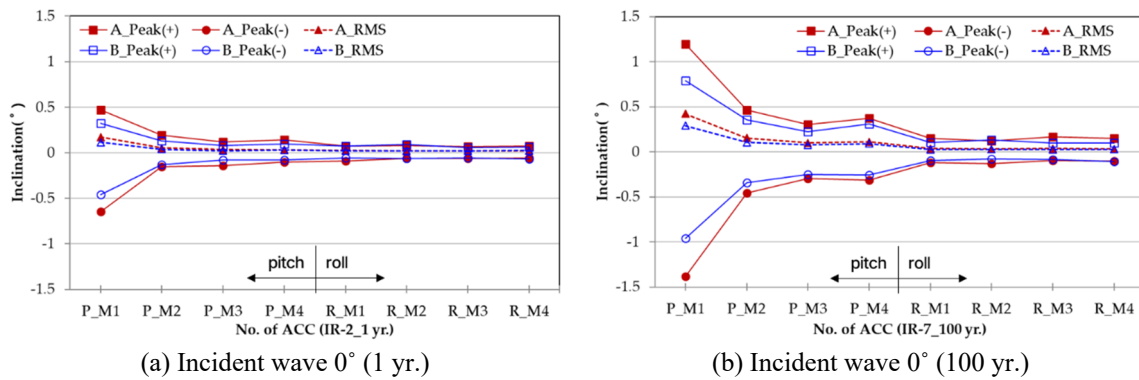 1.5
1
0.5
0
-0.5
-1
-1.5
Inclination(˚)
A_Peak(+) A_Peak(-) A_RMS
B_Peak(+) B_Peak(-) B_RMS
pitch roll
P_M1 P_M2 P_M3 P_M4 R_M1 R_M2 R_M3 R_M4
No. of ACC (IR-2_1 yr.)
(a) Incident wave 0˚ (1 yr.)
1.5
1
0.5
0
-0.5
-1
-1.5
Inclination(˚)
A_Peak(+) A_Peak(-) A_RMS
B_Peak(+) B_Peak(-) B_RMS
pitch roll
P_M1 P_M2 P_M3 P_M4 R_M1 R_M2 R_M3 R_M4
No. of ACC (IR-7_100 yr.)
(b) Incident wave 0˚ (100 yr.)